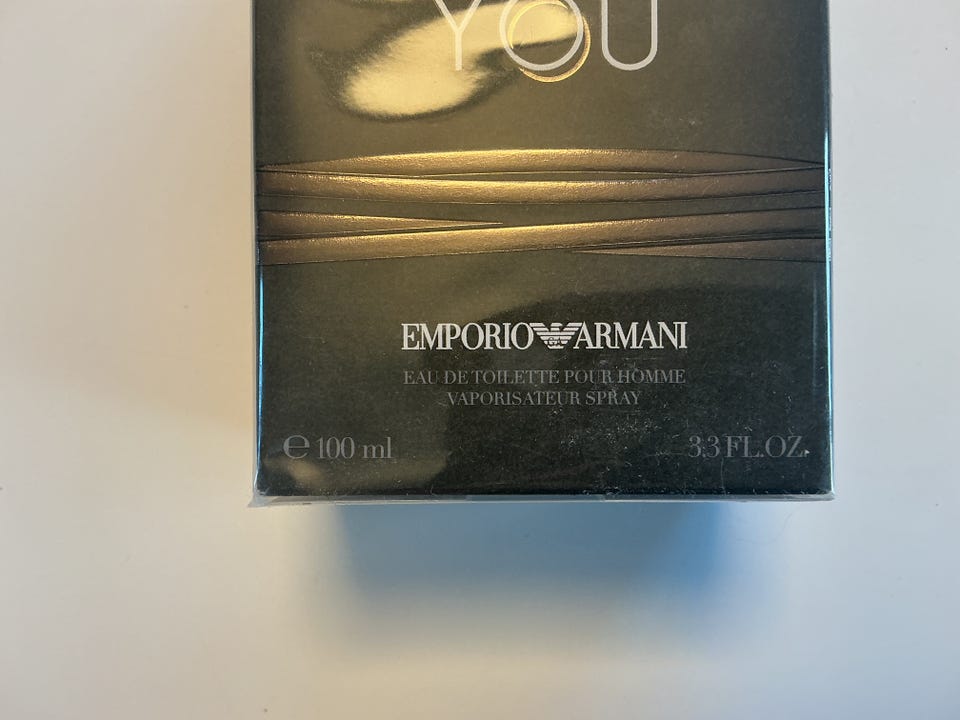 YOU
EMPORIO ARMANI
EAU DE TOILETTE POUR HOMME
VAPORISATEUR SPRAY
℮ 100 ml 3.3 FL.OZ.